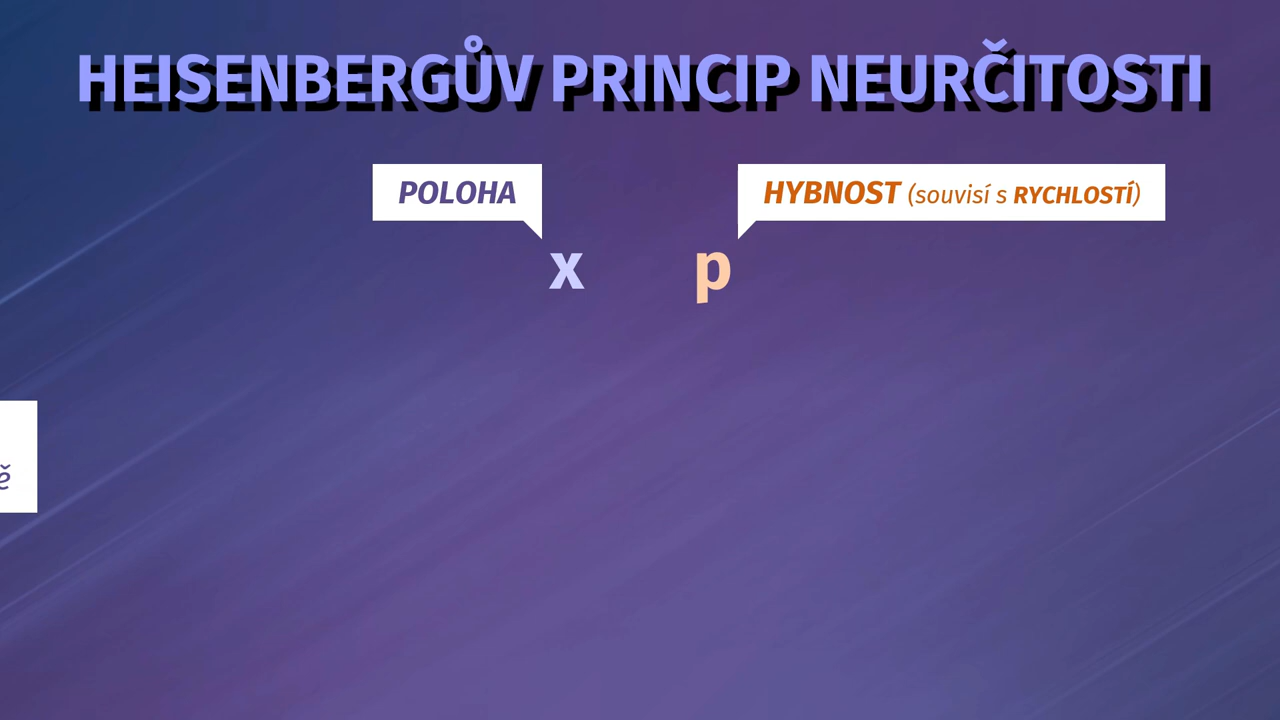 HEISENBERGŮV PRINCIP NEURČITOSTI
POLOHA
HYBNOST (souvisí s RYCHLOSTÍ)
x p